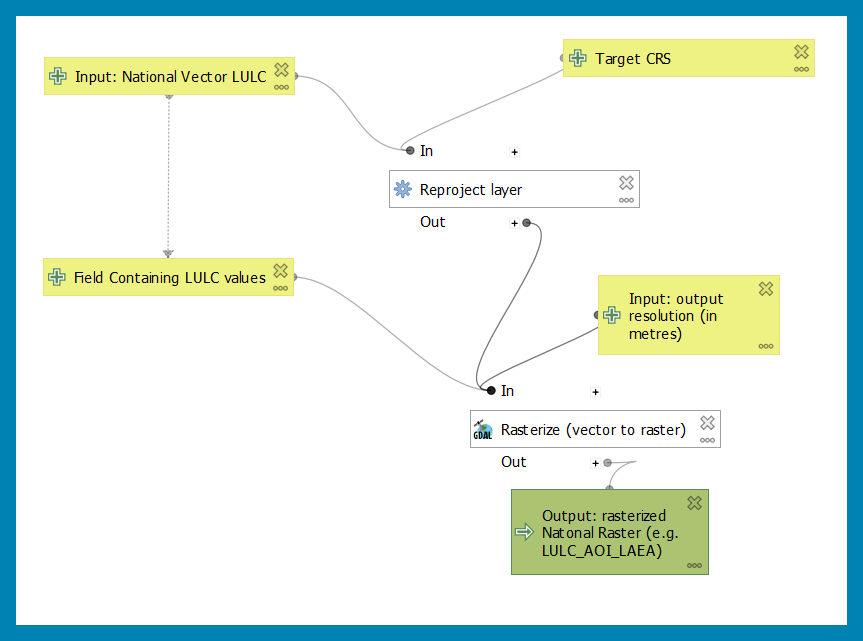 Input: National Vector LULC
Target CRS
In
+
Reproject layer
Out
+
Field Containing LULC values
Input: output
resolution (in
metres)
In
+
GDAL
Rasterize (vector to raster)
Out
+
Output: rasterized
Natonal Raster (e.g.
LULC_AOI_LAEA)